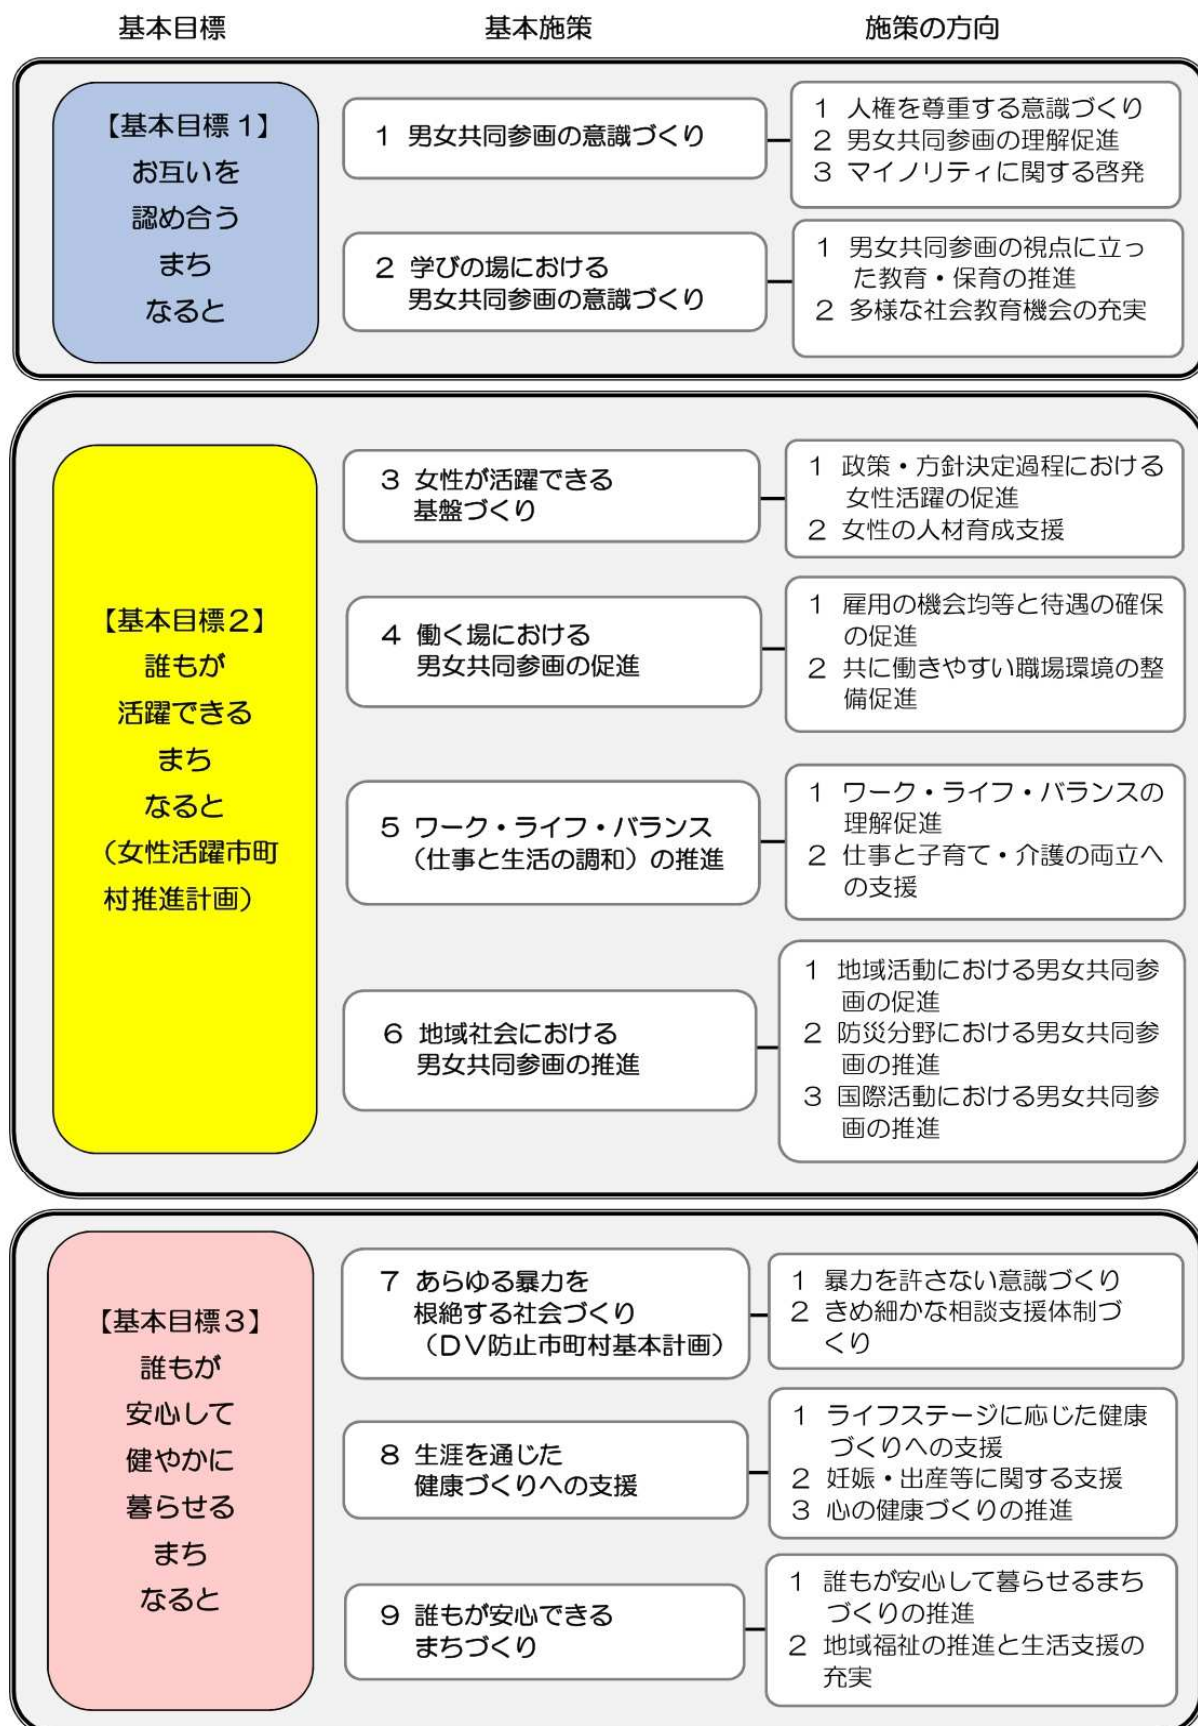 基本目標
基本施策
施策の方向
【基本目標１】
お互いを
認め合う
まち
なると
１ 男女共同参画の意識づくり
１ 人権を尊重する意識づくり
２ 男女共同参画の理解促進
３ マイノリティに関する啓発
２ 学びの場における
男女共同参画の意識づくり
１ 男女共同参画の視点に立っ
た教育・保育の推進
２ 多様な社会教育機会の充実
【基本目標２】
誰もが
活躍できる
まち
なると
（女性活躍市町
村推進計画）
３ 女性が活躍できる
基盤づくり
１ 政策・方針決定過程における
女性活躍の促進
２ 女性の人材育成支援
４ 働く場における
男女共同参画の促進
１ 雇用の機会均等と待遇の確保
の促進
２ 共に働きやすい職場環境の整
備促進
５ ワーク・ライフ・バランス
（仕事と生活の調和）の推進
１ ワーク・ライフ・バランスの
理解促進
２ 仕事と子育て・介護の両立へ
の支援
６ 地域社会における
男女共同参画の推進
１ 地域活動における男女共同参
画の促進
２ 防災分野における男女共同参
画の推進
３ 国際活動における男女共同参
画の推進
【基本目標３】
誰もが
安心して
健やかに
暮らせる
まち
なると
７ あらゆる暴力を
根絶する社会づくり
（ＤＶ防止市町村基本計画）
１ 暴力を許さない意識づくり
２ きめ細かな相談支援体制づ
くり
８ 生涯を通じた
健康づくりへの支援
１ ライフステージに応じた健康
づくりへの支援
２ 妊娠・出産等に関する支援
３ 心の健康づくりの推進
９ 誰もが安心できる
まちづくり
１ 誰もが安心して暮らせるまち
づくりの推進
２ 地域福祉の推進と生活支援の
充実